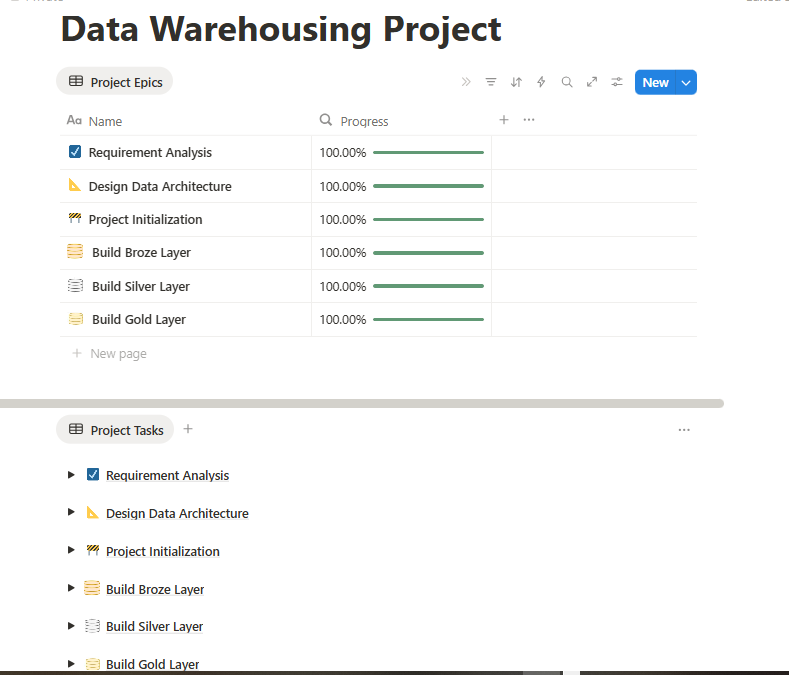 Data Warehousing Project
Project Epics
New
Aa Name
Progress
Requirement Analysis 100.00%
Design Data Architecture 100.00%
Project Initialization 100.00%
Build Broze Layer 100.00%
Build Silver Layer 100.00%
Build Gold Layer 100.00%
+ New page
Project Tasks +
Requirement Analysis
Design Data Architecture
Project Initialization
Build Broze Layer
Build Silver Layer
Build Gold Layer